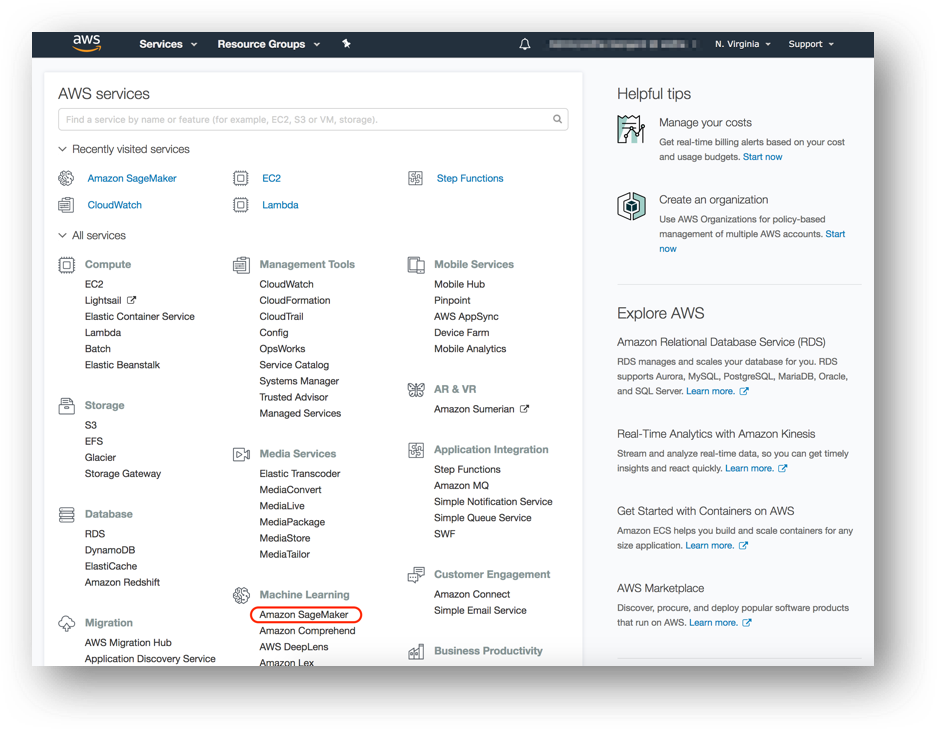 aws
Services
Resource Groups
N. Virginia
Support
AWS services
Find a service by name or feature (for example, EC2, S3 or VM, storage).
Recently visited services
Amazon SageMaker
EC2
Step Functions
CloudWatch
Lambda
All services
Compute
EC2
Lightsail
Elastic Container Service
Lambda
Batch
Elastic Beanstalk
Storage
S3
EFS
Glacier
Storage Gateway
Database
RDS
DynamoDB
ElastiCache
Amazon Redshift
Migration
AWS Migration Hub
Application Discovery Service
Management Tools
CloudWatch
CloudFormation
CloudTrail
Config
OpsWorks
Service Catalog
Systems Manager
Trusted Advisor
Managed Services
Media Services
Elastic Transcoder
MediaConvert
MediaLive
MediaPackage
MediaStore
MediaTailor
Machine Learning
Amazon SageMaker
Amazon Comprehend
AWS DeepLens
Amazon Lex
Mobile Services
Mobile Hub
Pinpoint
AWS AppSync
Device Farm
Mobile Analytics
AR & VR
Amazon Sumerian
Application Integration
Step Functions
Amazon MQ
Simple Notification Service
Simple Queue Service
SWF
Customer Engagement
Amazon Connect
Simple Email Service
Business Productivity
Helpful tips
Manage your costs
Get real-time billing alerts based on your cost
and usage budgets. Start now
Create an organization
Use AWS Organizations for policy-based
management of multiple AWS accounts. Start
now
Explore AWS
Amazon Relational Database Service (RDS)
RDS manages and scales your database for you. RDS
supports Aurora, MySQL, PostgreSQL, MariaDB, Oracle,
and SQL Server. Learn more.
Real-Time Analytics with Amazon Kinesis
Stream and analyze real-time data, so you can get timely
insights and react quickly. Learn more.
Get Started with Containers on AWS
Amazon ECS helps you build and scale containers for any
size application. Learn more.
AWS Marketplace
Discover, procure, and deploy popular software products
that run on AWS. Learn more.